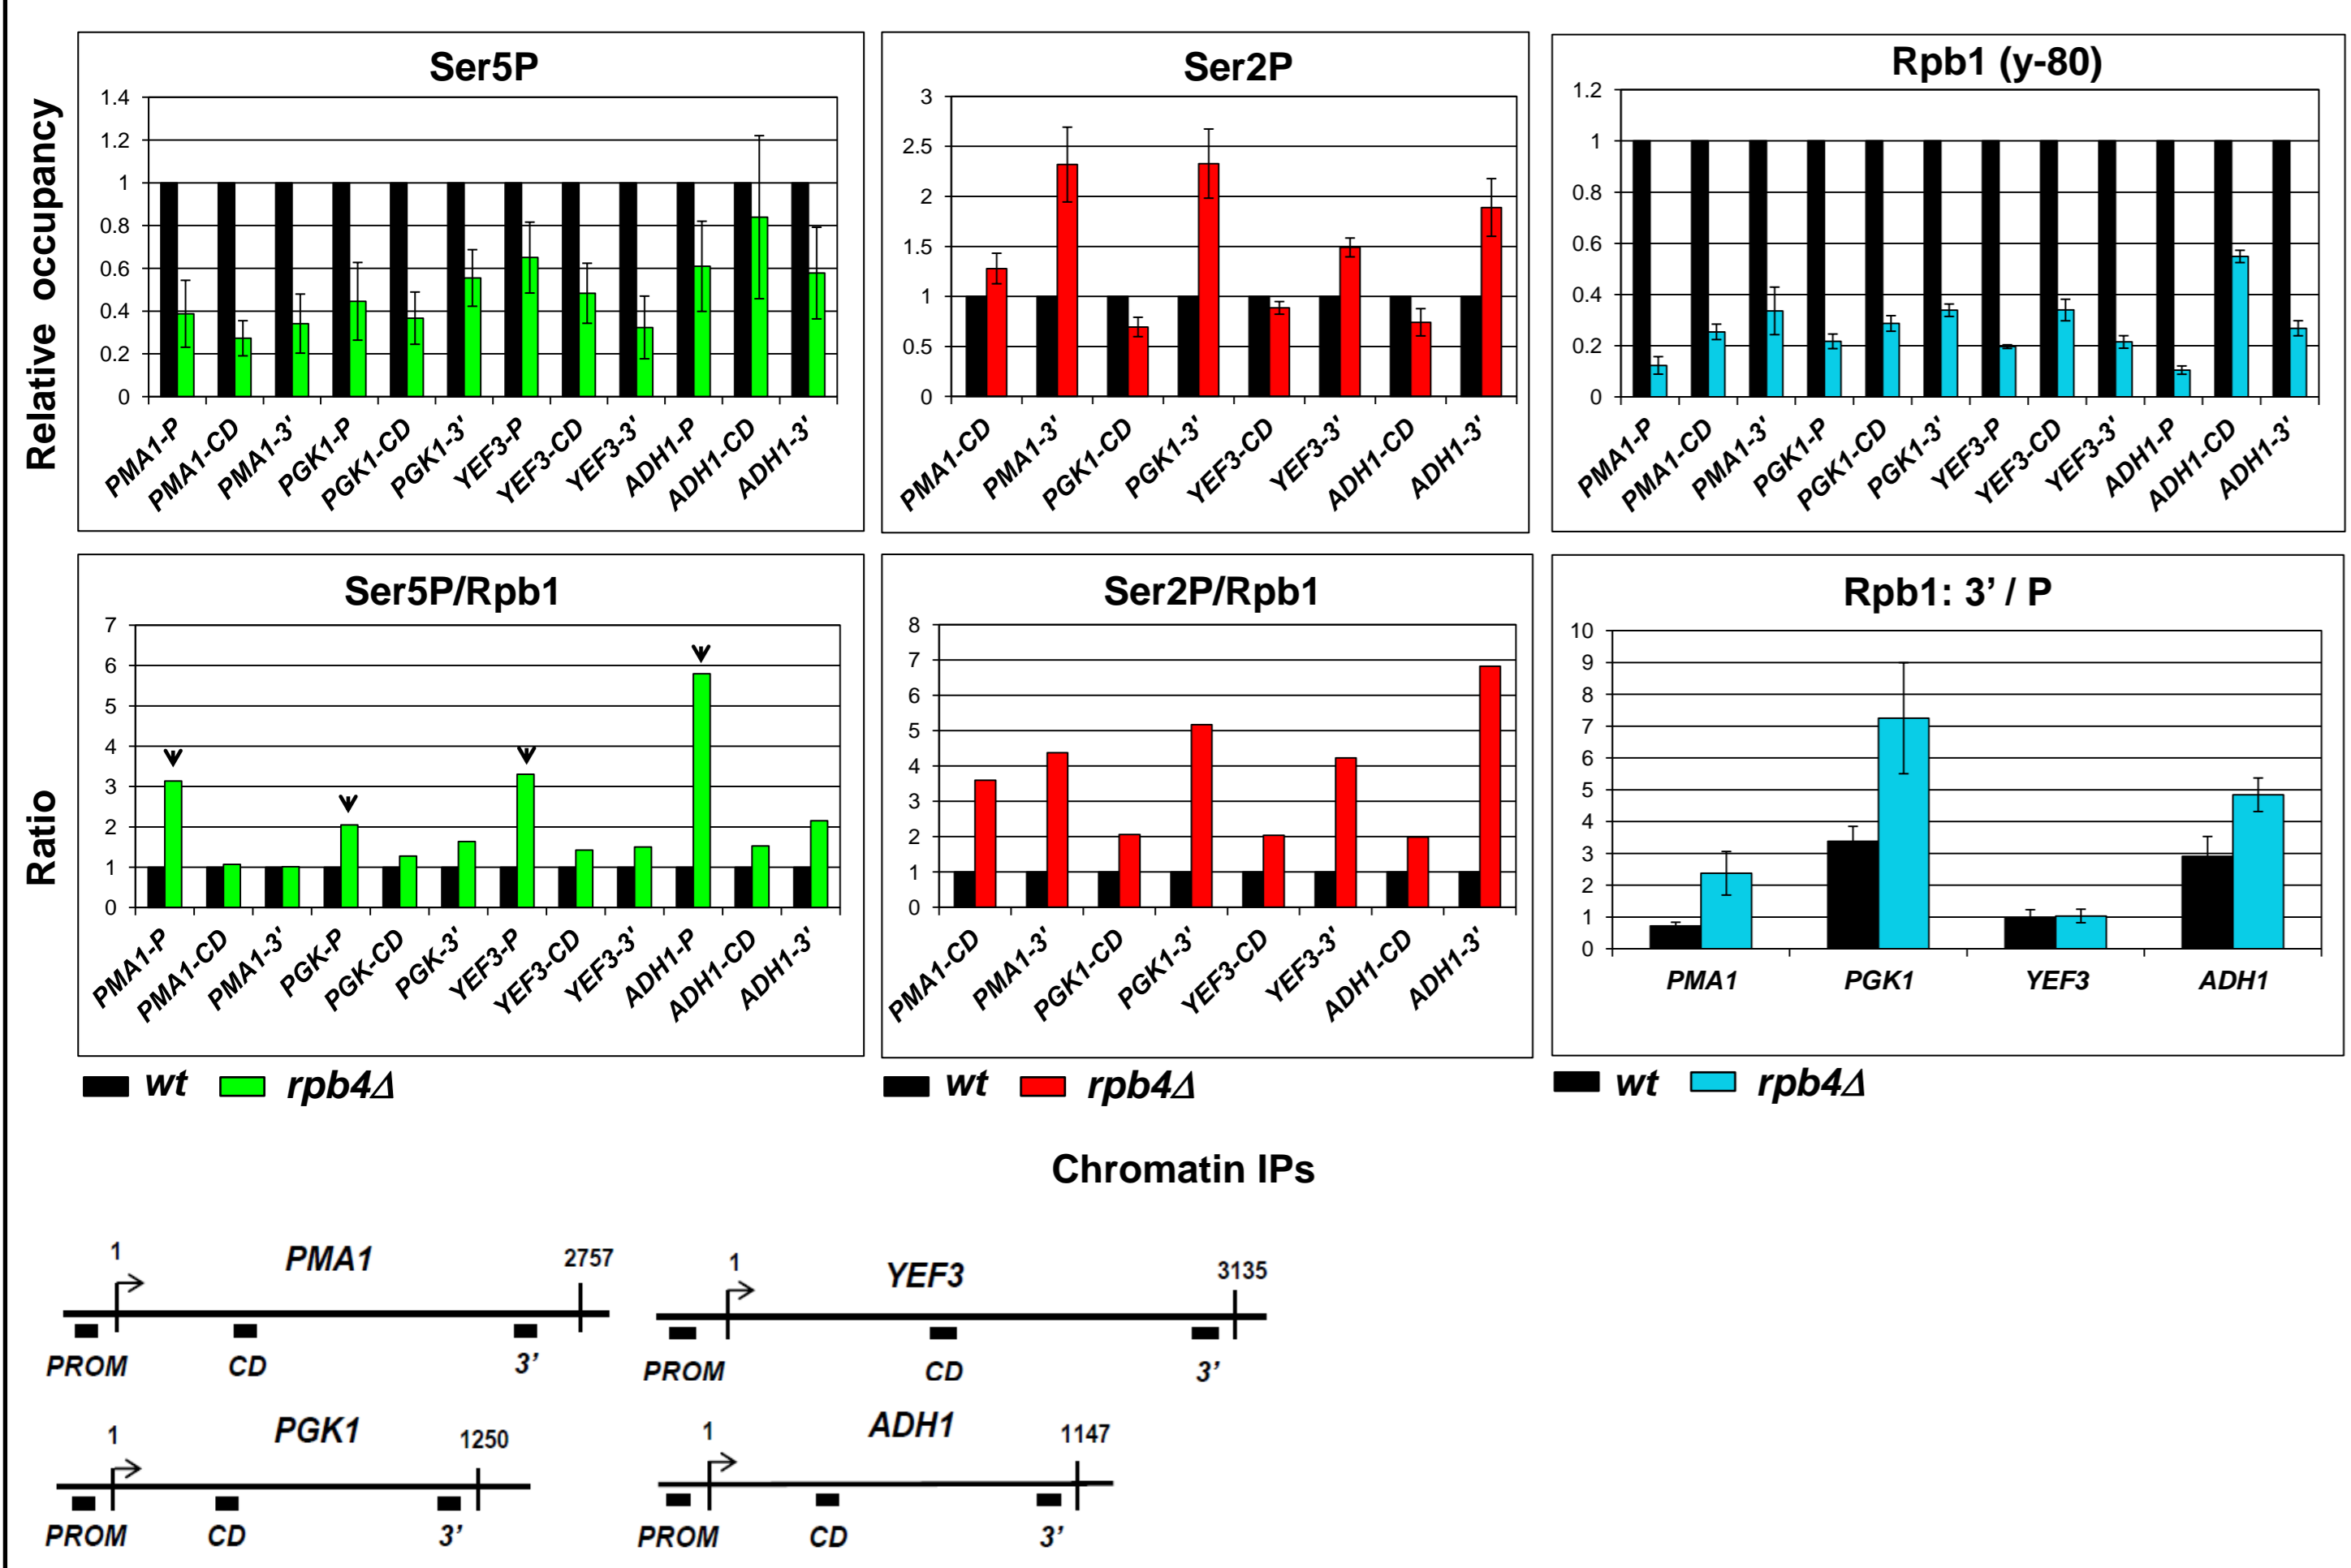 Relative occupancy
Ser5P
1.4
1.2
1
0.8
0.6
0.4
0.2
0
PMA1-P PMA1-CD PMA1-3' PGK1-P PGK1-CD PGK1-3' YEF3-P YEF3-CD YEF3-3' ADH1-P ADH1-CD ADH1-3'
Ser2P
3
2.5
2
1.5
1
0.5
0
PMA1-CD PMA1-3' PGK1-CD PGK1-3' YEF3-CD YEF3-3' ADH1-CD ADH1-3'
Rpb1 (y-80)
1.2
1
0.8
0.6
0.4
0.2
0
PMA1-P PMA1-CD PMA1-3' PGK1-P PGK1-CD PGK1-3' YEF3-P YEF3-CD YEF3-3' ADH1-P ADH1-CD ADH1-3'
Ratio
Ser5P/Rpb1
7
6
5
4
3
2
1
0
PMA1-P PMA1-CD PMA1-3' PGK-P PGK-CD PGK-3' YEF3-P YEF3-CD YEF3-3' ADH1-P ADH1-CD ADH1-3'
wt rpb4Δ
Ser2P/Rpb1
8
7
6
5
4
3
2
1
0
PMA1-CD PMA1-3' PGK1-CD PGK1-3' YEF3-CD YEF3-3' ADH1-CD ADH1-3'
wt rpb4Δ
Rpb1: 3’ / P
10
9
8
7
6
5
4
3
2
1
0
PMA1 PGK1 YEF3 ADH1
wt rpb4Δ
Chromatin IPs
1 PMA1 2757
PROM CD 3’
1 YEF3 3135
PROM CD 3’
1 PGK1 1250
PROM CD 3’
1 ADH1 1147
PROM CD 3’